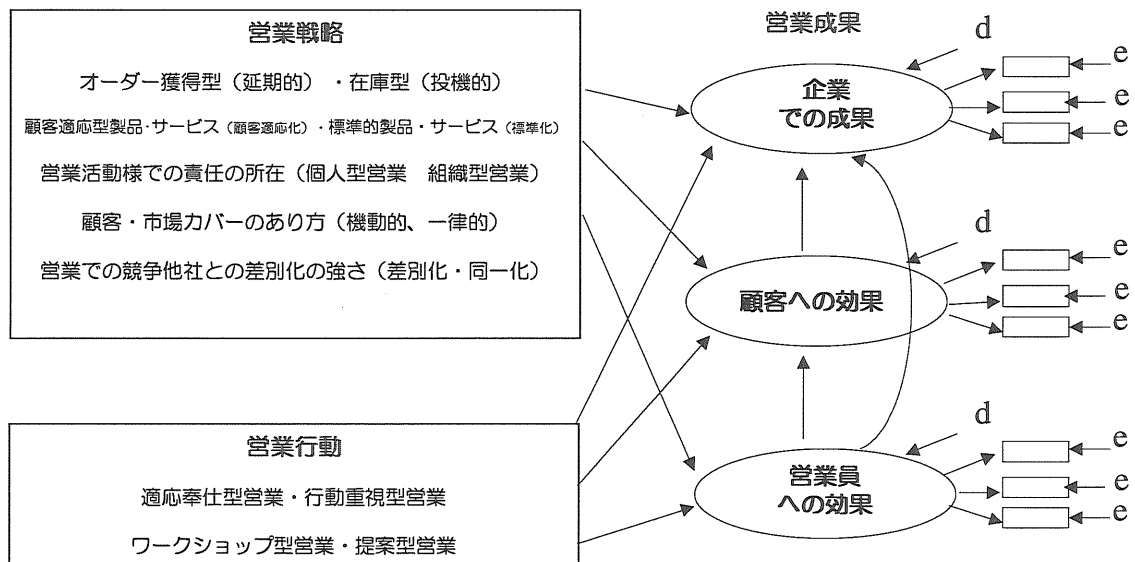 営業戦略
オーダー獲得型（延期的）・在庫型（投機的）
顧客適応型製品・サービス（顧客適応化）・標準的製品・サービス（標準化）
営業活動様での責任の所在（個人型営業　組織型営業）
顧客・市場カバーのあり方（機動的、一律的）
営業での競争他社との差別化の強さ（差別化・同一化）
営業行動
適応奉仕型営業・行動重視型営業
ワークショップ型営業・提案型営業
営業成果
d
企業
での成果
e
e
e
d
顧客への効果
e
e
e
d
営業員
への効果
e
e
e